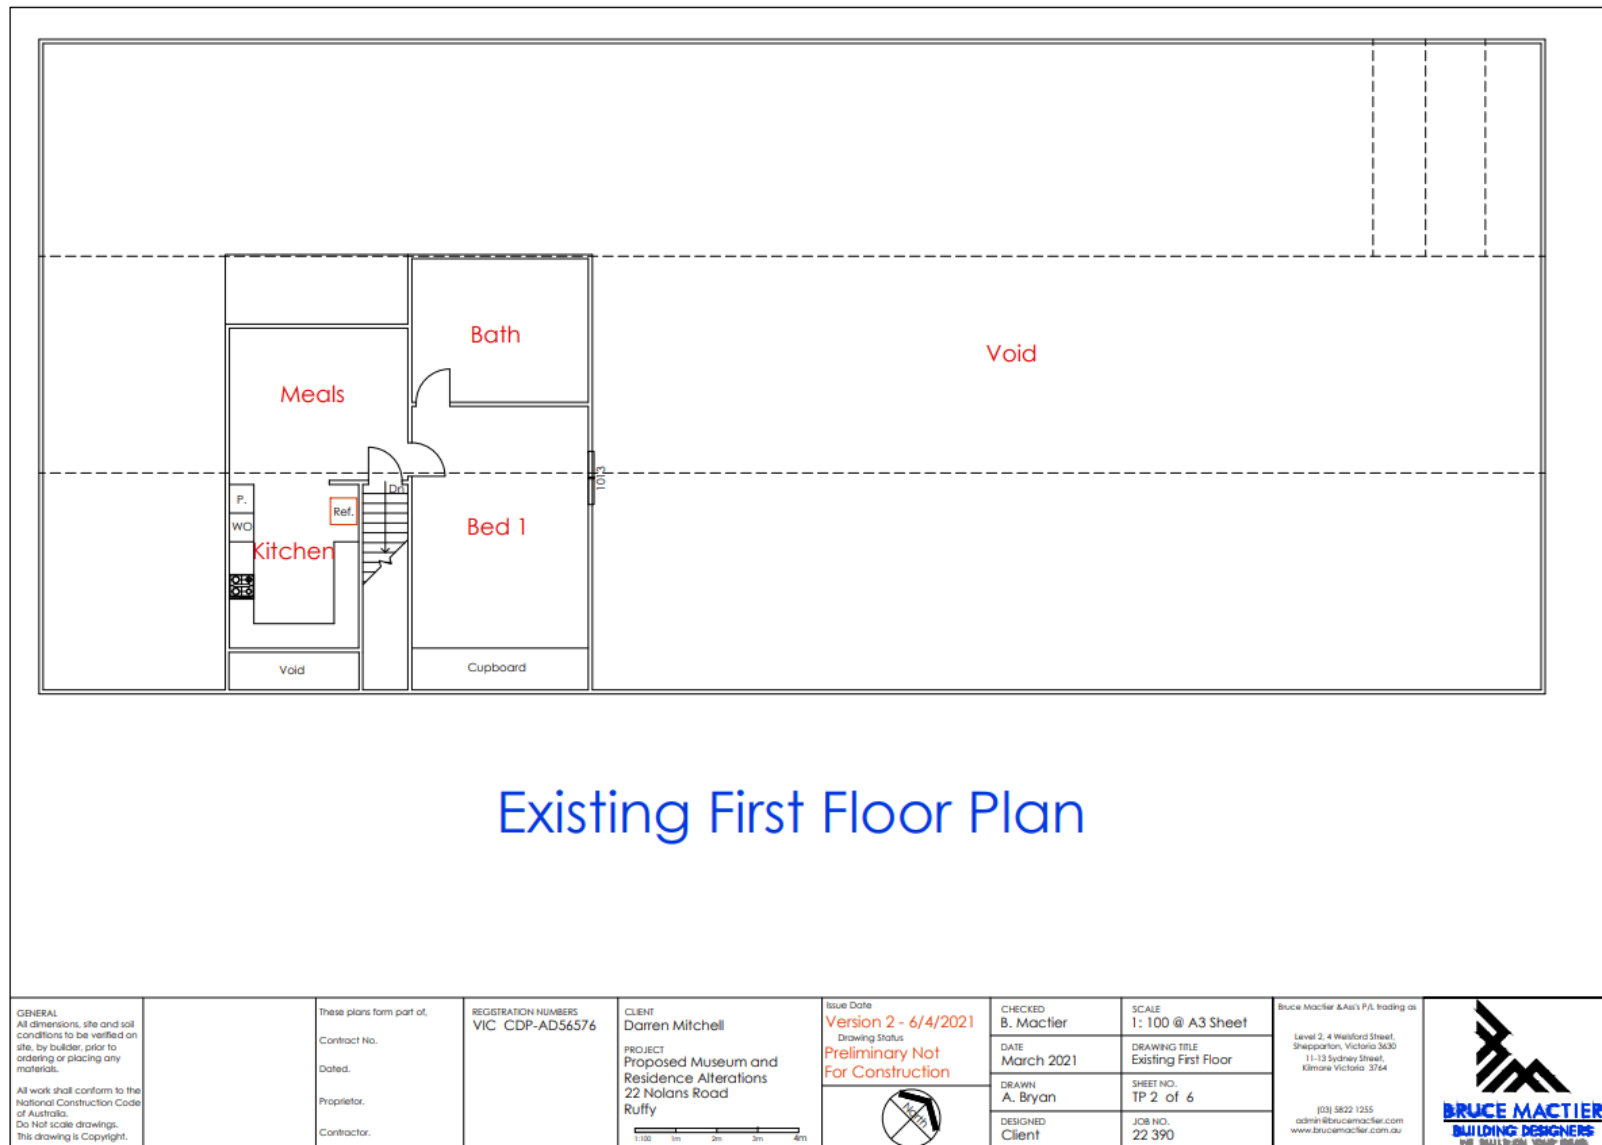 Bath
Void
Meals
1013
Dn
P.
Ref.
WO
Bed 1
Kitchen
Void
Cupboard
Existing First Floor Plan
GENERAL
All dimensions, site and soil
conditions to be verified on
site, by builder, prior to
ordering or placing any
materials.
All work shall conform to the
National Construction Code
of Australia.
Do Not scale drawings.
This drawing is Copyright.
These plans form part of,
Contract No.
Dated.
Proprietor.
Contractor.
REGISTRATION NUMBERS
VIC CDP-AD56576
CLIENT
Darren Mitchell
PROJECT
Proposed Museum and
Residence Alterations
22 Nolans Road
Ruffy
1:100 1m 2m 3m 4m
Issue Date
Version 2 - 6/4/2021
Drawing Status
Preliminary Not
For Construction
North
CHECKED
B. Mactier
DATE
March 2021
DRAWN
A. Bryan
DESIGNED
Client
SCALE
1: 100 @ A3 Sheet
DRAWING TITLE
Existing First Floor
SHEET NO.
TP 2 of 6
JOB NO.
22 390
Bruce Mactier &Ass's P/L trading as
Level 2, 4 Welsford Street,
Shepparton, Victoria 3630
11-13 Sydney Street,
Kilmore Victoria 3764
(03) 5822 1255
admin@brucemactier.com
www.brucemactier.com.au
BRUCE MACTIER
BUILDING DESIGNERS